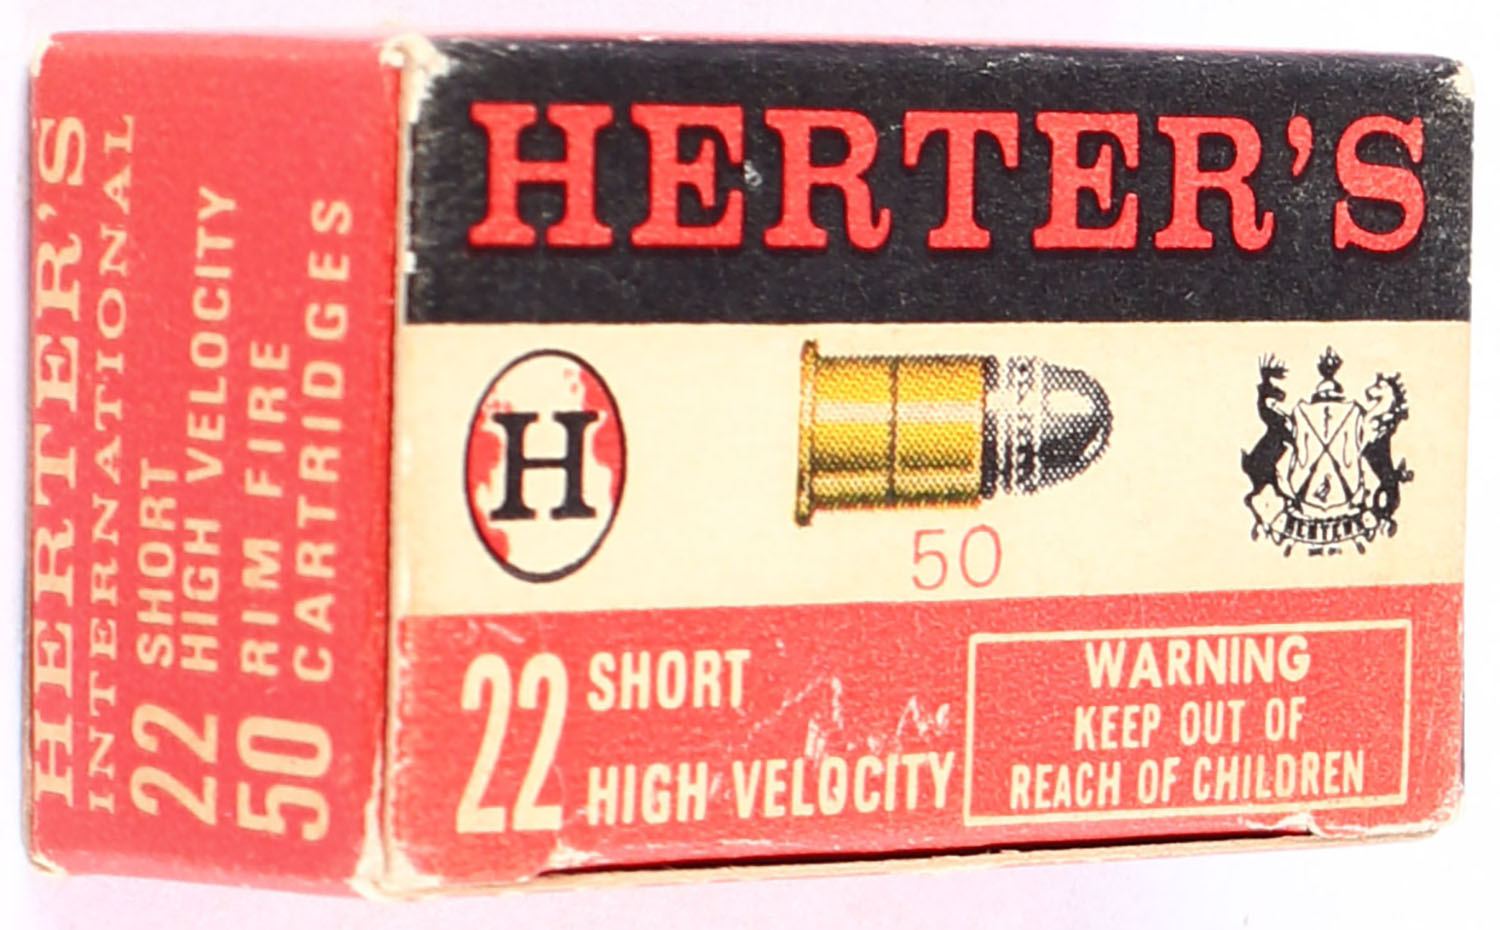 HERTER'S
INTERNATIONAL
22 SHORT
HIGH VELOCITY
50 RIM FIRE
CARTRIDGES
HERTER'S
H
50
HERTERS
22 SHORT
HIGH VELOCITY
WARNING
KEEP OUT OF
REACH OF CHILDREN